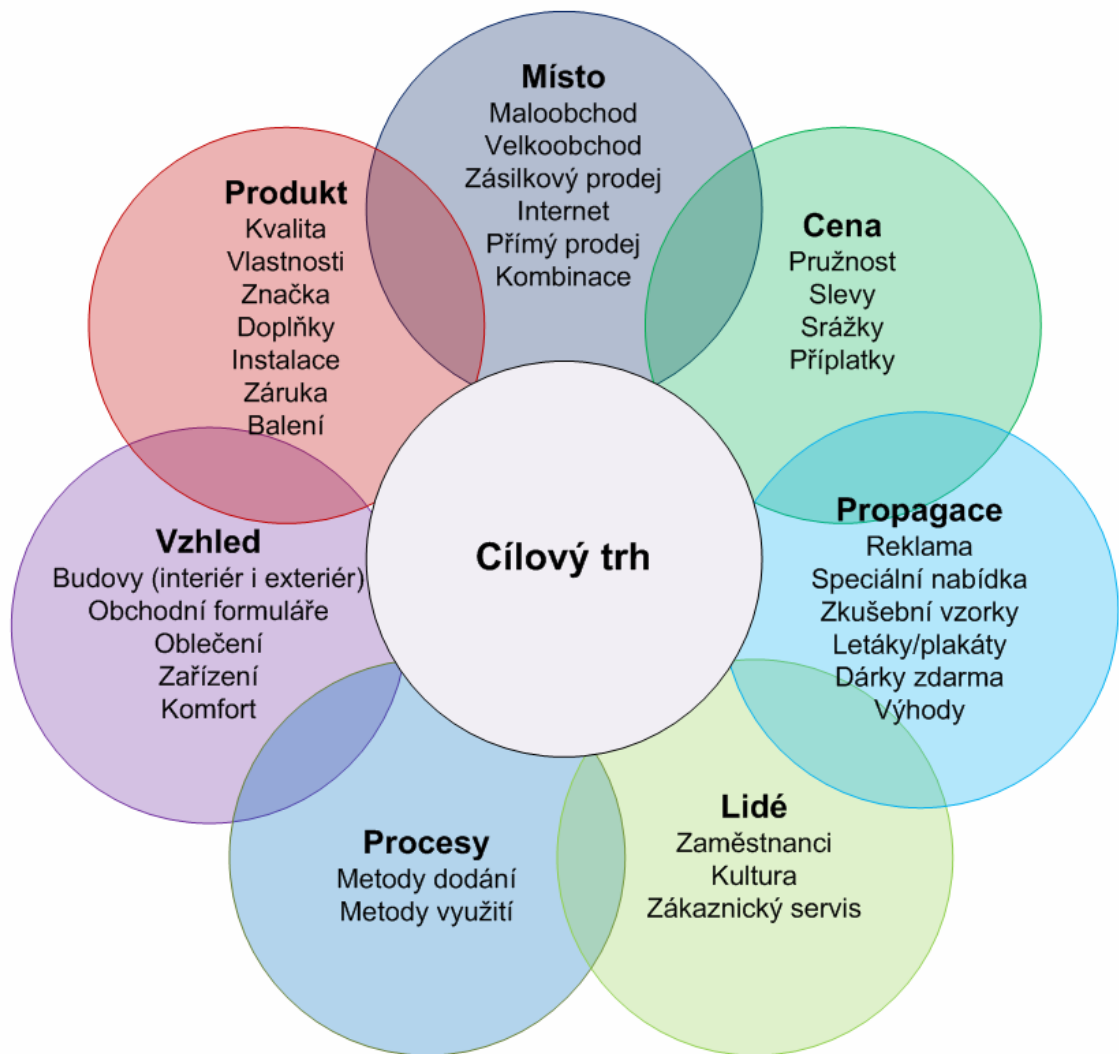 Místo
Maloobchod
Velkoobchod
Zásilkový prodej
Internet
Přímý prodej
Kombinace
Produkt
Kvalita
Vlastnosti
Značka
Doplňky
Instalace
Záruka
Balení
Cena
Pružnost
Slevy
Srážky
Příplatky
Cílový trh
Propagace
Reklama
Speciální nabídka
Zkušební vzorky
Letáky/plakáty
Dárky zdarma
Výhody
Vzhled
Budovy (interiér i exteriér)
Obchodní formuláře
Oblečení
Zařízení
Komfort
Procesy
Metody dodání
Metody využití
Lidé
Zaměstnanci
Kultura
Zákaznický servis